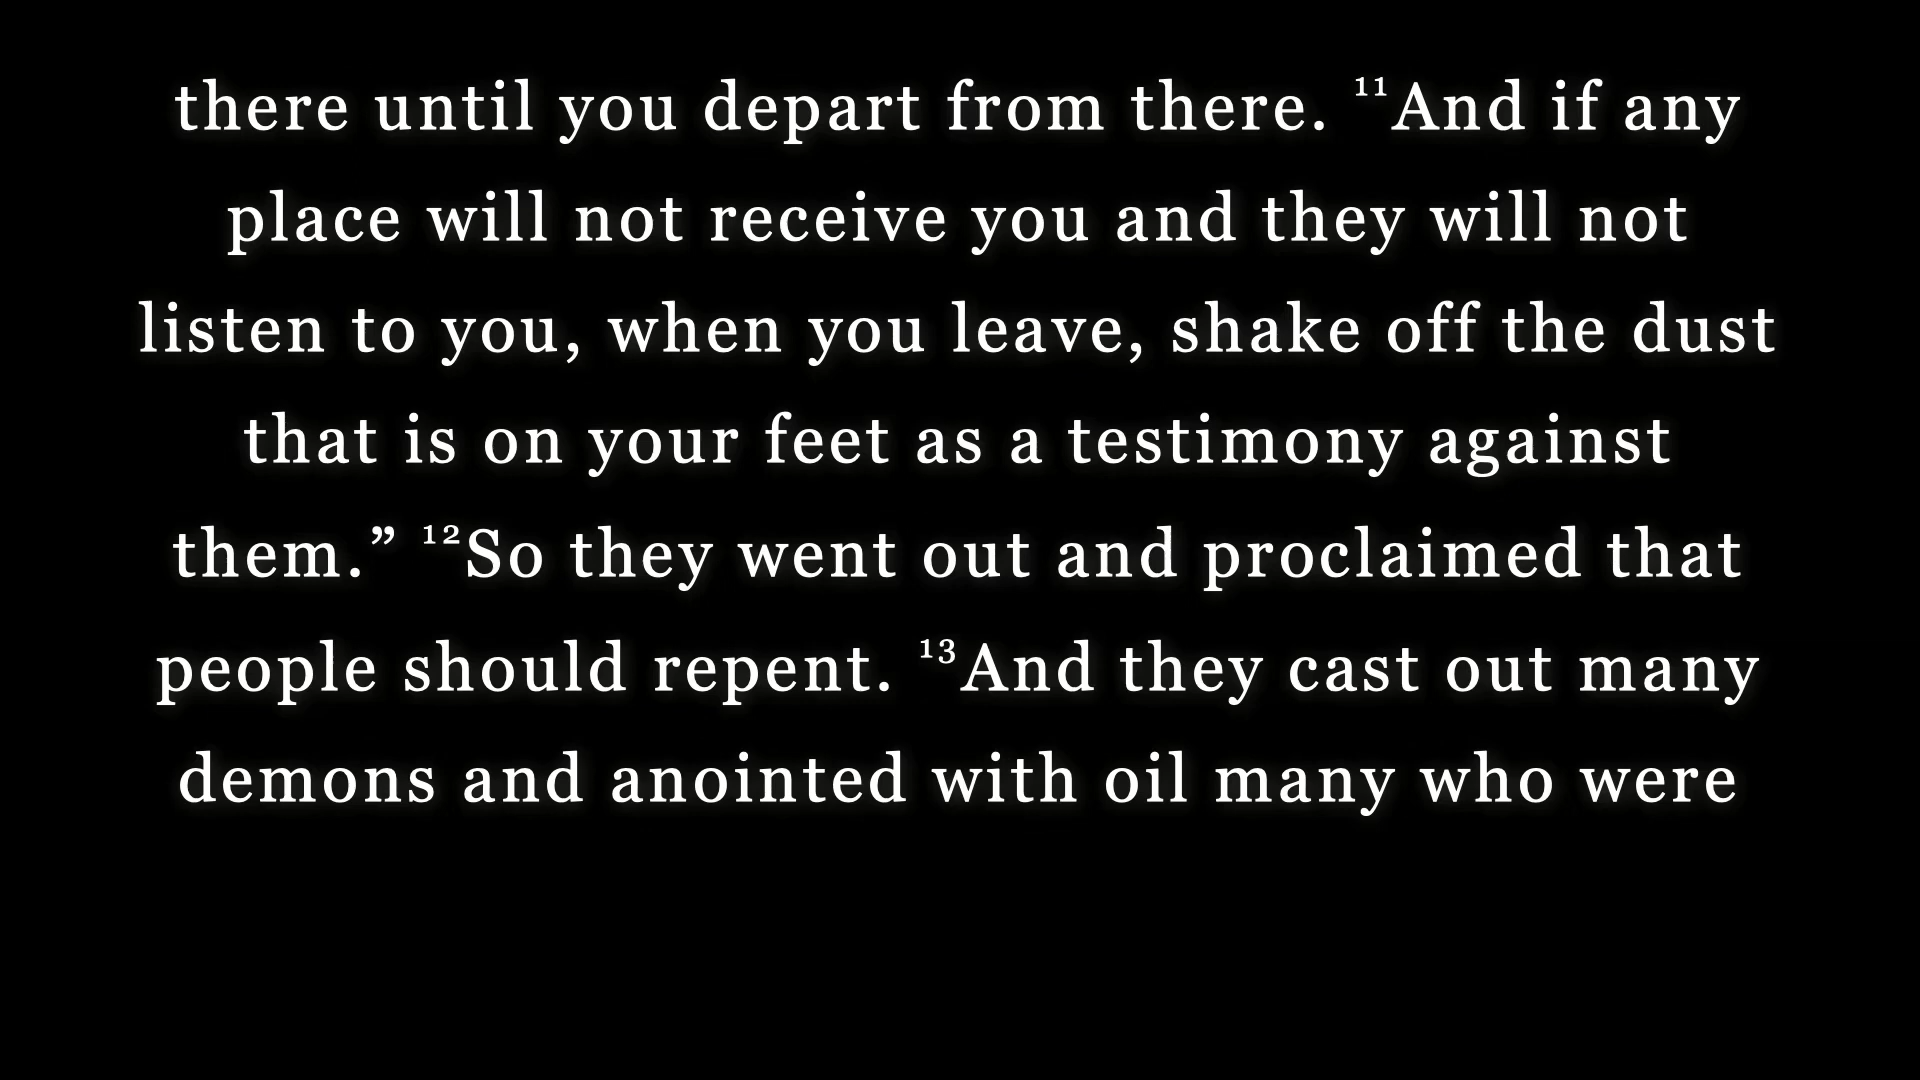 there until you depart from there. ¹¹And if any
place will not receive you and they will not
listen to you, when you leave, shake off the dust
that is on your feet as a testimony against
them.” ¹²So they went out and proclaimed that
people should repent. ¹³And they cast out many
demons and anointed with oil many who were